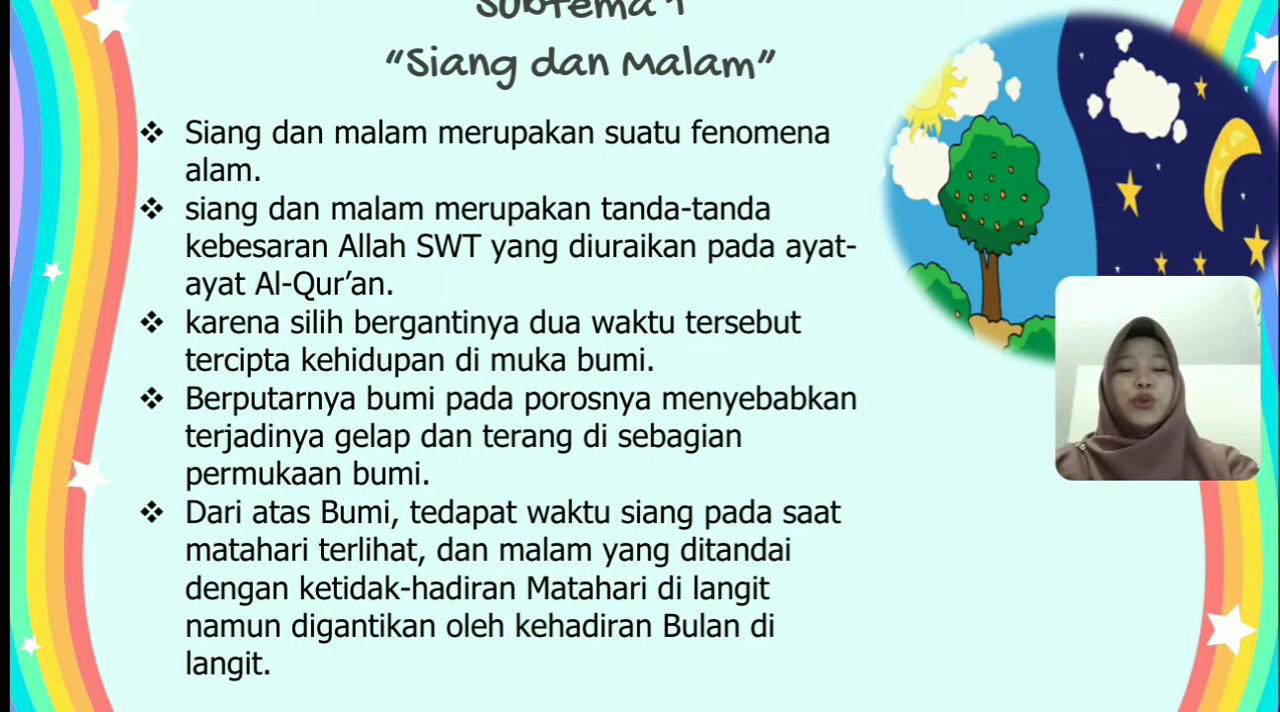 Subtema 1
“Siang dan Malam”
❖ Siang dan malam merupakan suatu fenomena
alam.
❖ siang dan malam merupakan tanda-tanda
kebesaran Allah SWT yang diuraikan pada ayat-
ayat Al-Qur’an.
❖ karena silih bergantinya dua waktu tersebut
tercipta kehidupan di muka bumi.
❖ Berputarnya bumi pada porosnya menyebabkan
terjadinya gelap dan terang di sebagian
permukaan bumi.
❖ Dari atas Bumi, tedapat waktu siang pada saat
matahari terlihat, dan malam yang ditandai
dengan ketidak-hadiran Matahari di langit
namun digantikan oleh kehadiran Bulan di
langit.